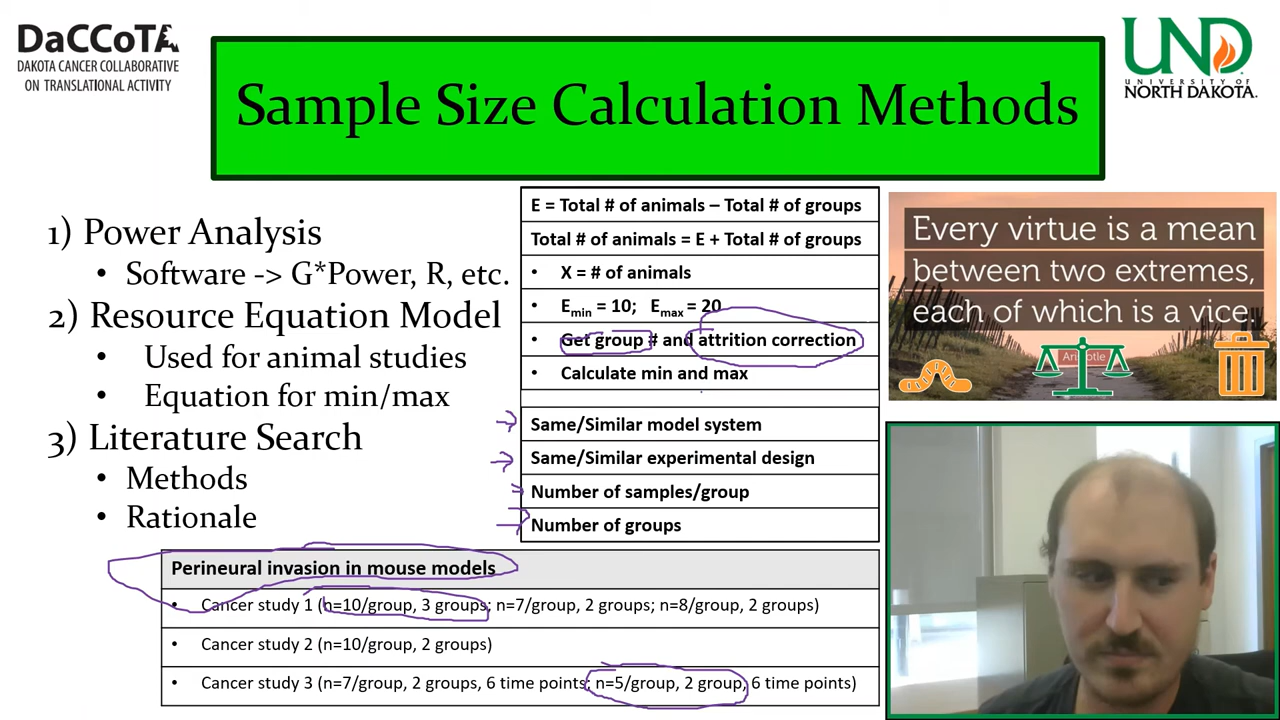 DaCCoTA
DAKOTA CANCER COLLABORATIVE
ON TRANSLATIONAL ACTIVITY
Sample Size Calculation Methods
UND
UNIVERSITY OF
NORTH DAKOTA.
1) Power Analysis
• Software -> G*Power, R, etc.
2) Resource Equation Model
• Used for animal studies
• Equation for min/max
3) Literature Search
• Methods
• Rationale
E = Total # of animals – Total # of groups
Total # of animals = E + Total # of groups
• X = # of animals
• Emin = 10; Emax = 20
• Get group # and attrition correction
• Calculate min and max
Same/Similar model system
Same/Similar experimental design
Number of samples/group
Number of groups
Every virtue is a mean
between two extremes,
each of which is a vice.
Aristotle
Perineural invasion in mouse models
• Cancer study 1 (n=10/group, 3 groups; n=7/group, 2 groups; n=8/group, 2 groups)
• Cancer study 2 (n=10/group, 2 groups)
• Cancer study 3 (n=7/group, 2 groups, 6 time points; n=5/group, 2 group, 6 time points)